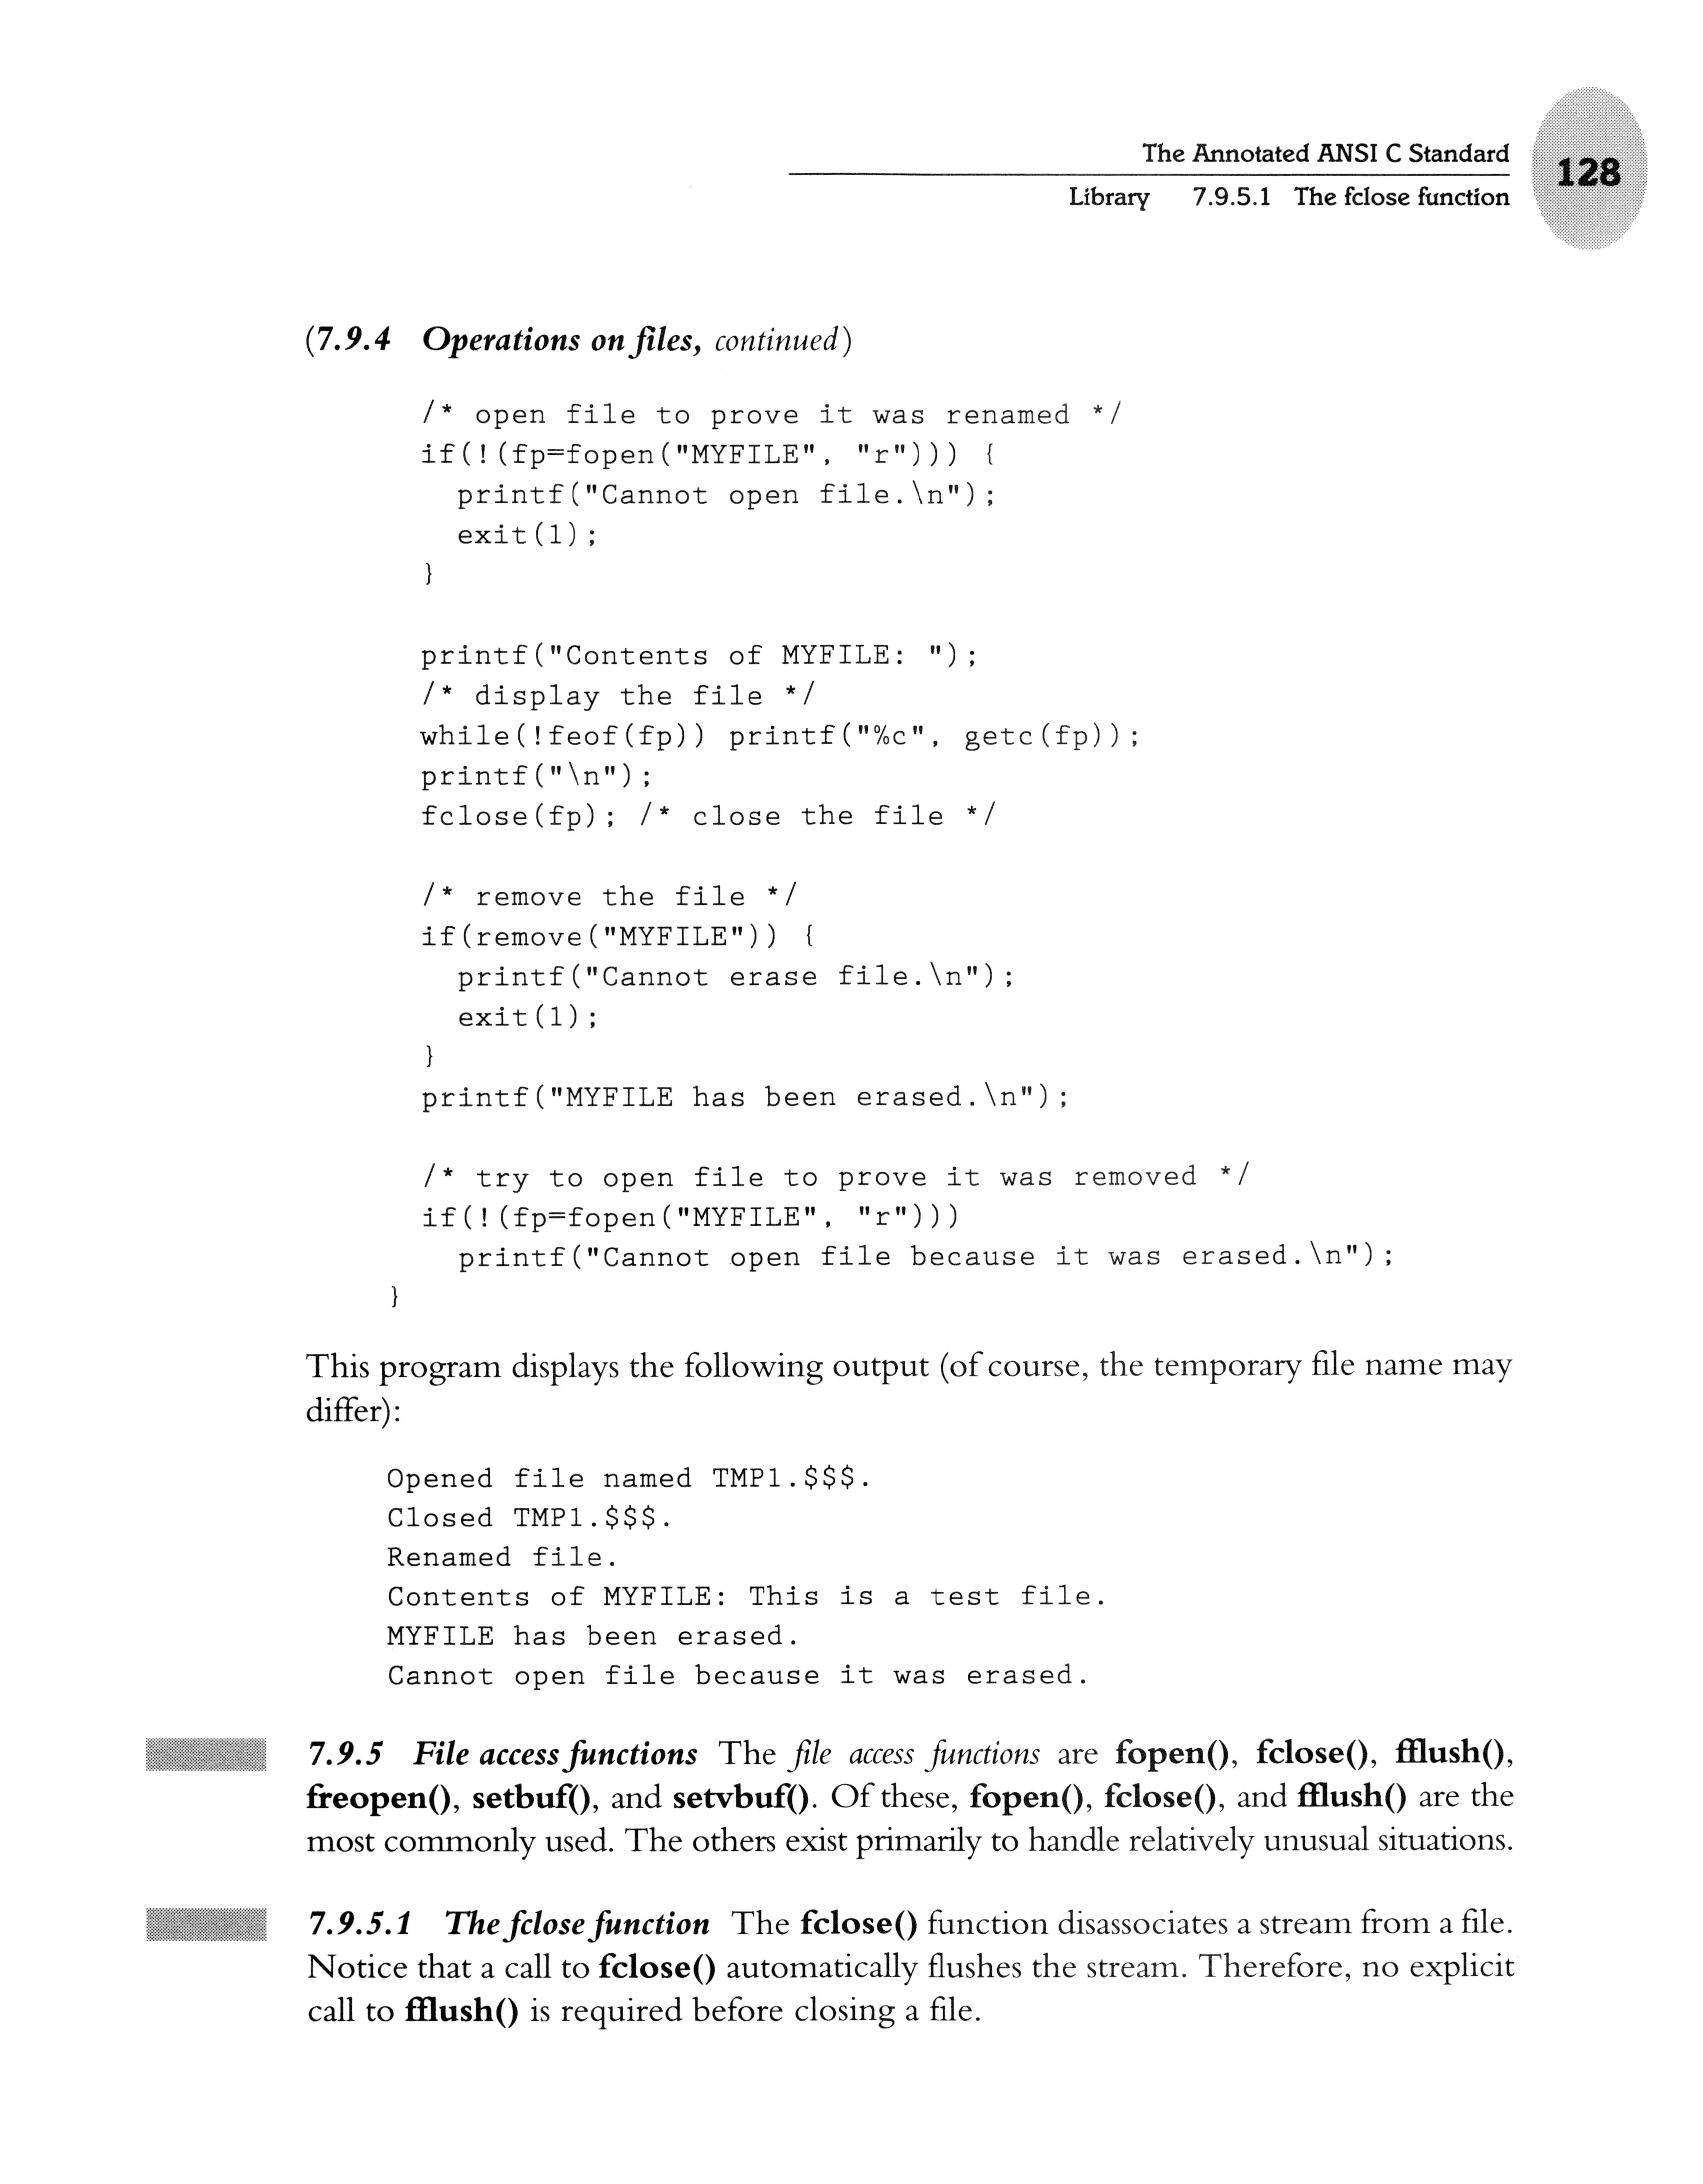 The Annotated ANSI C Standard
128
Library 7.9.5.1 The fclose function
(7.9.4 Operations on files, continued)
/* open file to prove it was renamed */
if(!(fp=fopen("MYFILE", "r"))) {
  printf("Cannot open file.\n");
  exit(1);
}
printf("Contents of MYFILE: ");
/* display the file */
while(!feof(fp)) printf("%c", getc(fp));
printf("\n");
fclose(fp); /* close the file */
/* remove the file */
if(remove("MYFILE")) {
  printf("Cannot erase file.\n");
  exit(1);
}
printf("MYFILE has been erased.\n");
/* try to open file to prove it was removed */
if(!(fp=fopen("MYFILE", "r")))
  printf("Cannot open file because it was erased.\n");
}
This program displays the following output (of course, the temporary file name may
differ):
Opened file named TMP1.$$$.
Closed TMP1.$$$.
Renamed file.
Contents of MYFILE: This is a test file.
MYFILE has been erased.
Cannot open file because it was erased.
7.9.5 File access functions The file access functions are fopen(), fclose(), fflush(),
freopen(), setbuf(), and setvbuf(). Of these, fopen(), fclose(), and fflush() are the
most commonly used. The others exist primarily to handle relatively unusual situations.
7.9.5.1 The fclose function The fclose() function disassociates a stream from a file.
Notice that a call to fclose() automatically flushes the stream. Therefore, no explicit
call to fflush() is required before closing a file.